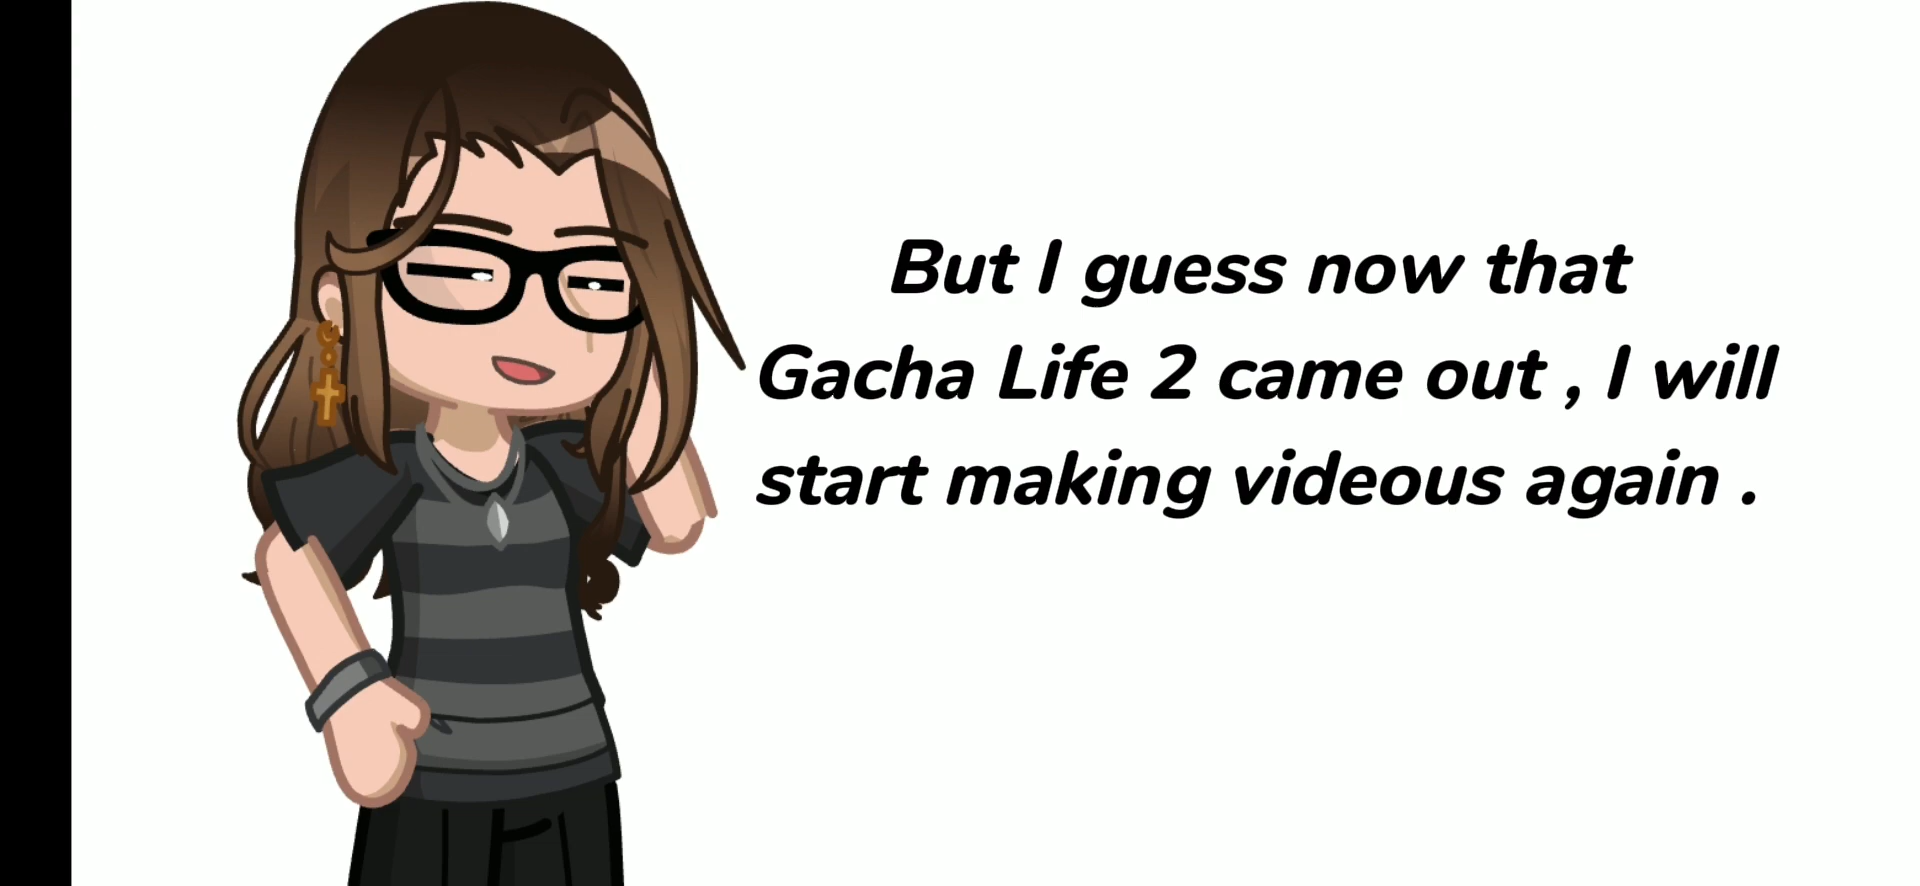 But I guess now that
Gacha Life 2 came out , I will
start making videous again .